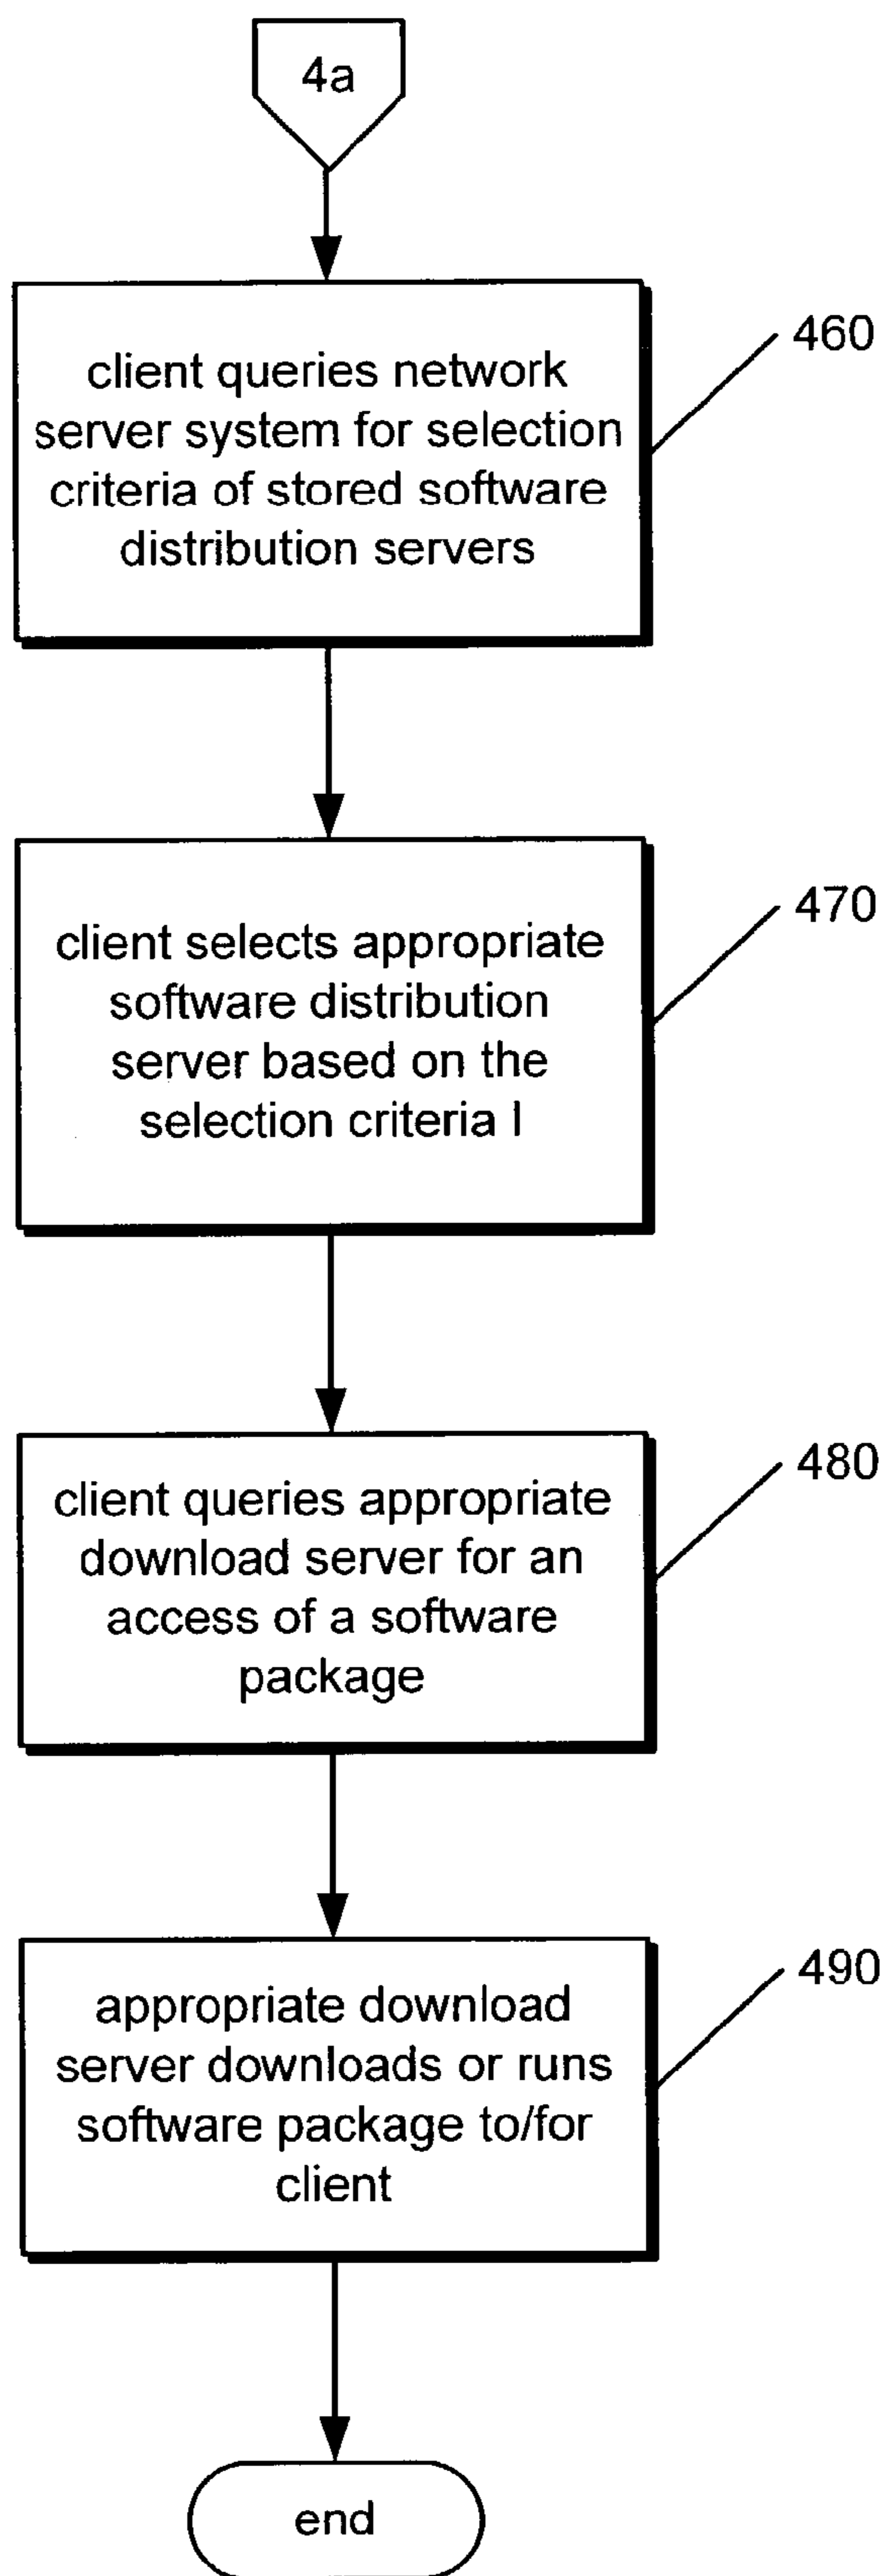 4a
client queries network
server system for selection
criteria of stored software
distribution servers
460
client selects appropriate
software distribution
server based on the
selection criteria l
470
client queries appropriate
download server for an
access of a software
package
480
appropriate download
server downloads or runs
software package to/for
client
490
end